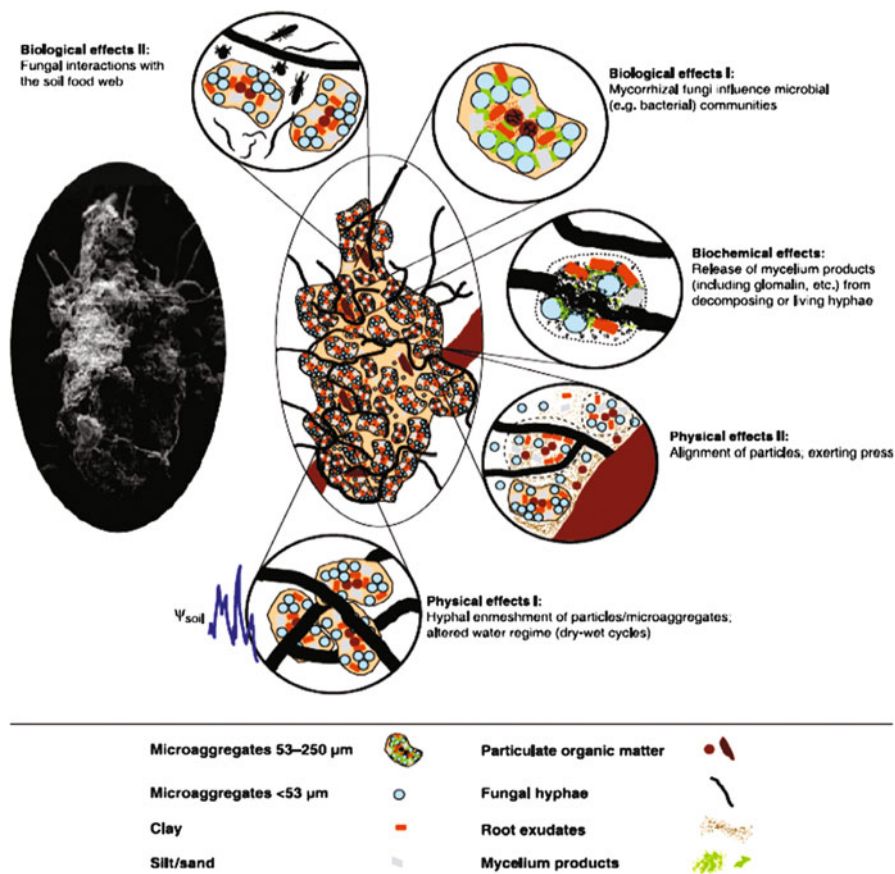 Biological effects II:
Fungal interactions with
the soil food web
Biological effects I:
Mycorrhizal fungi influence microbial
(e.g. bacterial) communities
Biochemical effects:
Release of mycelium products
(including glomalin, etc.) from
decomposing or living hyphae
Physical effects II:
Alignment of particles, exerting press
Ψsoil
Physical effects I:
Hyphal enmeshment of particles/microaggregates;
altered water regime (dry-wet cycles)
Microaggregates 53–250 μm
Particulate organic matter
Microaggregates <53 μm
Fungal hyphae
Clay
Root exudates
Silt/sand
Mycelium products